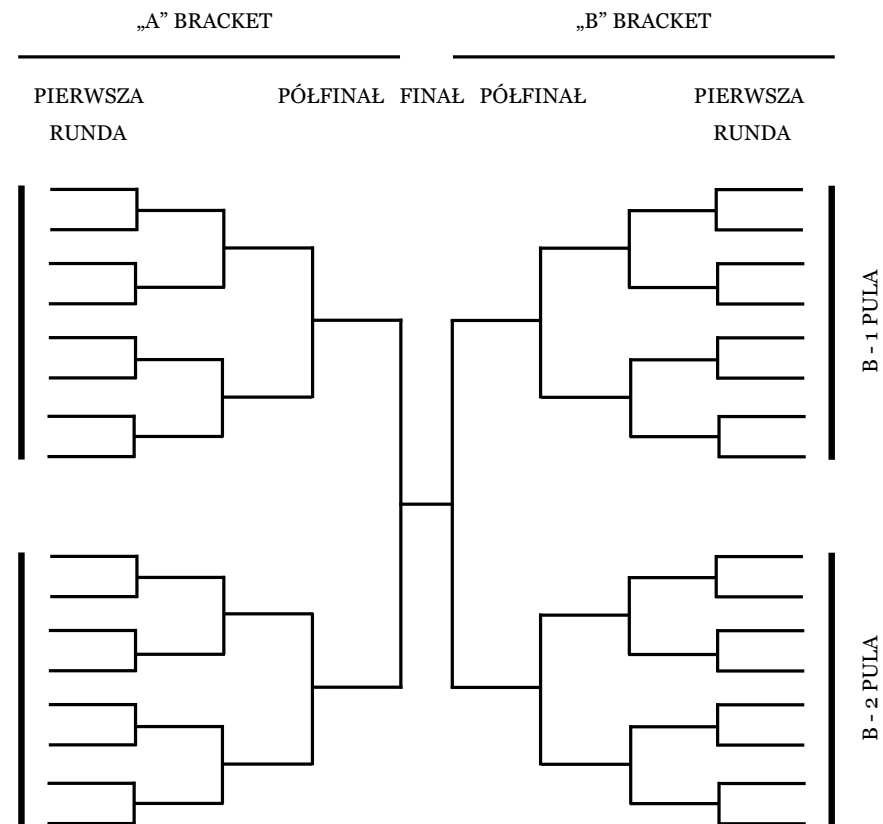 „A” BRACKET
„B” BRACKET
PIERWSZA
RUNDA
PÓŁFINAŁ
FINAŁ
PÓŁFINAŁ
PIERWSZA
RUNDA
B - 1 PULA
B - 2 PULA